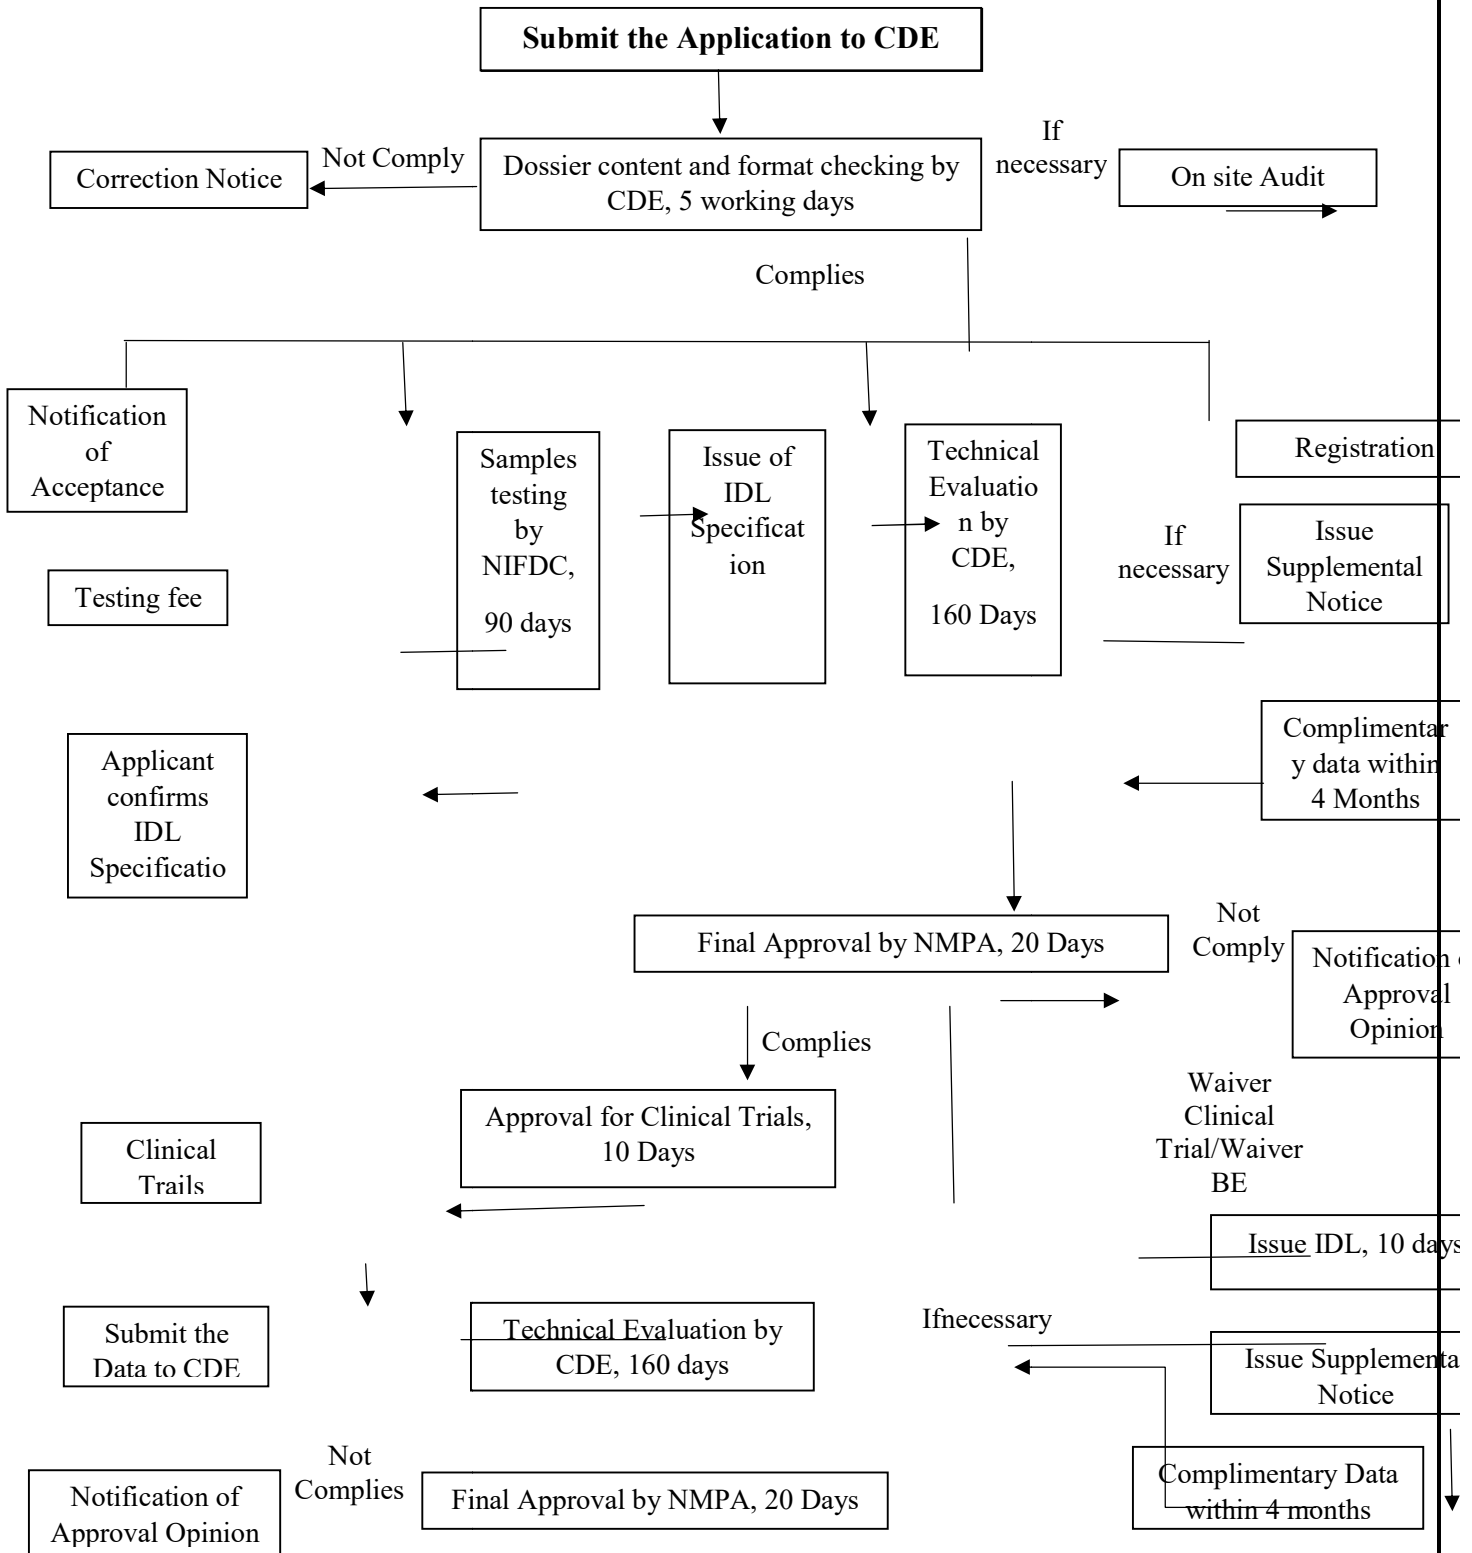 Submit the Application to CDE
Correction Notice
Not Comply
Dossier content and format checking by
CDE, 5 working days
If
necessary
On site Audit
Complies
Notification
of
Acceptance
Samples
testing
by
NIFDC,
90 days
Issue of
IDL
Specificat
ion
Technical
Evaluatio
n by
CDE,
160 Days
Registration
If
necessary
Issue
Supplemental
Notice
Testing fee
Applicant
confirms
IDL
Specificatio
Complimentar
y data within
4 Months
Final Approval by NMPA, 20 Days
Not
Comply
Notification
Approval
Opinion
Complies
Approval for Clinical Trials,
10 Days
Waiver
Clinical
Trial/Waiver
BE
Clinical
Trails
Issue IDL, 10 days
Submit the
Data to CDE
Technical Evaluation by
CDE, 160 days
Ifnecessary
Issue Supplementa
Notice
Notification of
Approval Opinion
Not
Complies
Final Approval by NMPA, 20 Days
Complimentary Data
within 4 months